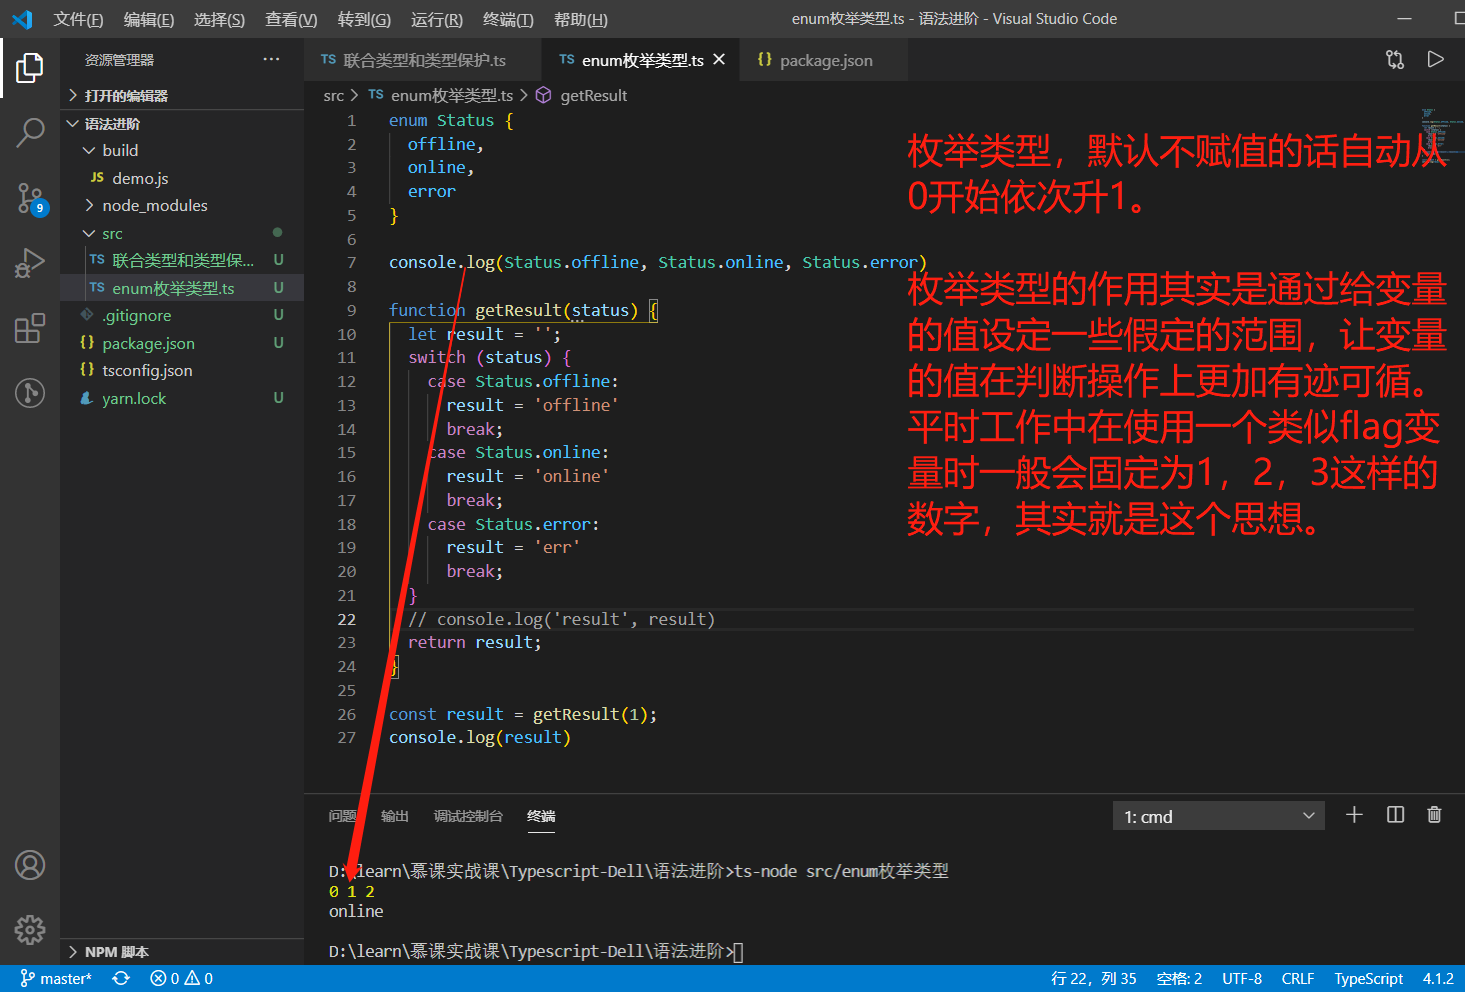 文件(F) 编辑(E) 选择(S) 查看(V) 转到(G) 运行(R) 终端(T) 帮助(H) enum枚举类型.ts - 语法进阶 - Visual Studio Code
资源管理器 ···
TS 联合类型和类型保护.ts TS enum枚举类型.ts {} package.json
打开的编辑器
语法进阶
build
JS demo.js
node_modules
src
TS 联合类型和类型保... U
TS enum枚举类型.ts U
.gitignore U
{} package.json U
{} tsconfig.json
yarn.lock U
NPM 脚本
9
src > TS enum枚举类型.ts > getResult
1 enum Status {
2 offline,
3 online,
4 error
5 }
6
7 console.log(Status.offline, Status.online, Status.error)
8
9 function getResult(status) {
10 let result = '';
11 switch (status) {
12 case Status.offline:
13 result = 'offline'
14 break;
15 case Status.online:
16 result = 'online'
17 break;
18 case Status.error:
19 result = 'err'
20 break;
21 }
22 // console.log('result', result)
23 return result;
24 }
25
26 const result = getResult(1);
27 console.log(result)
枚举类型，默认不赋值的话自动从
0开始依次升1。
枚举类型的作用其实是通过给变量
的值设定一些假定的范围，让变量
的值在判断操作上更加有迹可循。
平时工作中在使用一个类似flag变
量时一般会固定为1，2，3这样的
数字，其实就是这个思想。
问题 输出 调试控制台 终端 1: cmd
D:\learn\慕课实战课\Typescript-Dell\语法进阶>ts-node src/enum枚举类型
0 1 2
online
D:\learn\慕课实战课\Typescript-Dell\语法进阶>
master* 0 0 行 22，列 35 空格: 2 UTF-8 CRLF TypeScript 4.1.2